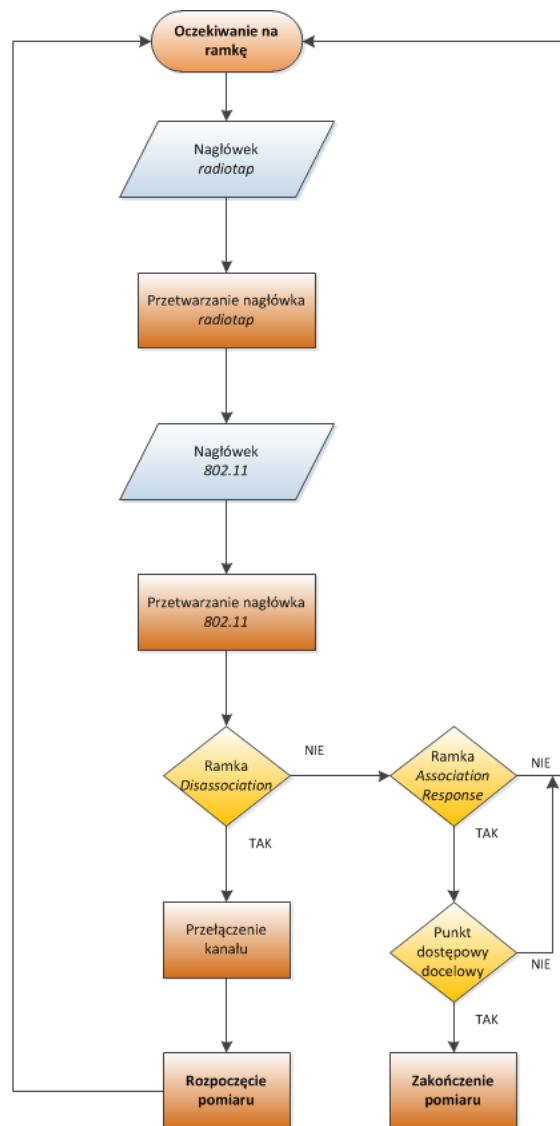 Oczekiwanie na
ramkę
Nagłówek
radiotap
Przetwarzanie nagłówka
radiotap
Nagłówek
802.11
Przetwarzanie nagłówka
802.11
Ramka
Disassociation
NIE
Ramka
Association
Response
NIE
TAK
TAK
Przełączenie
kanału
Punkt
dostępowy
docelowy
NIE
TAK
Rozpoczęcie
pomiaru
Zakończenie
pomiaru